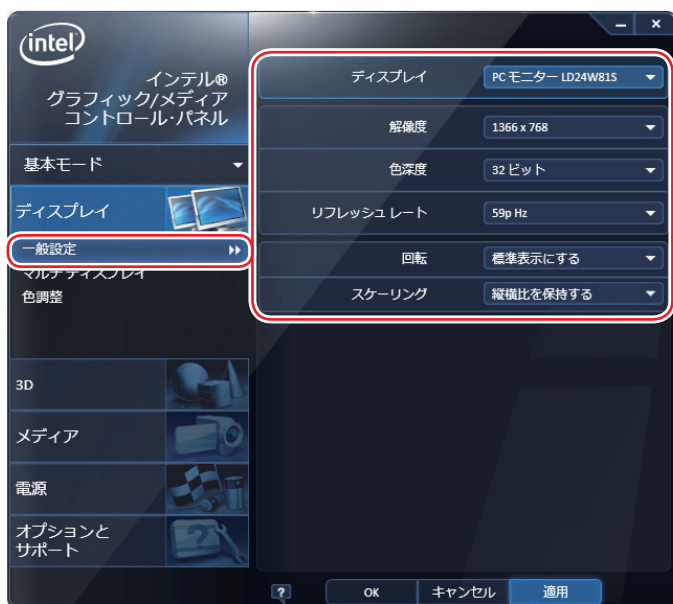 intel
インテル®
グラフィック/メディア
コントロール・パネル
基本モード
ディスプレイ
一般設定
マルチディスプレイ
色調整
3D
メディア
電源
オプションと
サポート
ディスプレイ PC モニター LD24W81S
解像度 1366 x 768
色深度 32 ビット
リフレッシュ レート 59p Hz
回転 標準表示にする
スケーリング 縦横比を保持する
? OK キャンセル 適用